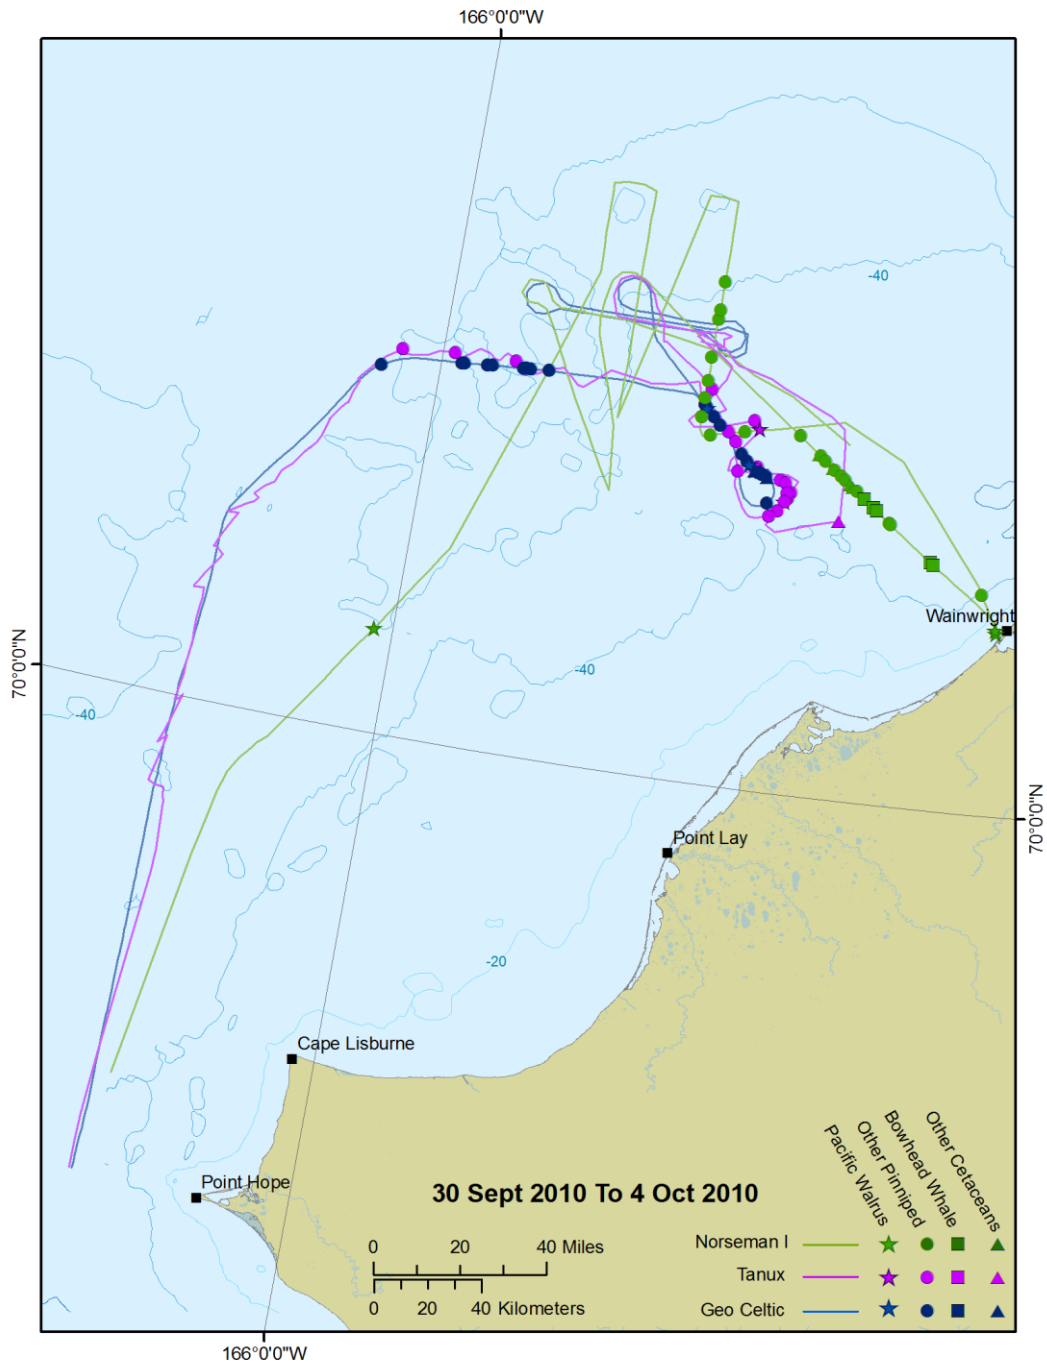 166°0'0"W
-40
Wainwright
70°0'0"N
-40
-40
70°0'0"N
Point Lay
-20
Cape Lisburne
Point Hope
30 Sept 2010 To 4 Oct 2010
Pacific Walrus
Other Pinniped
Bowhead Whale
Other Cetaceans
Norseman I
Tanux
Geo Celtic
0 20 40 Miles
0 20 40 Kilometers
166°0'0"W